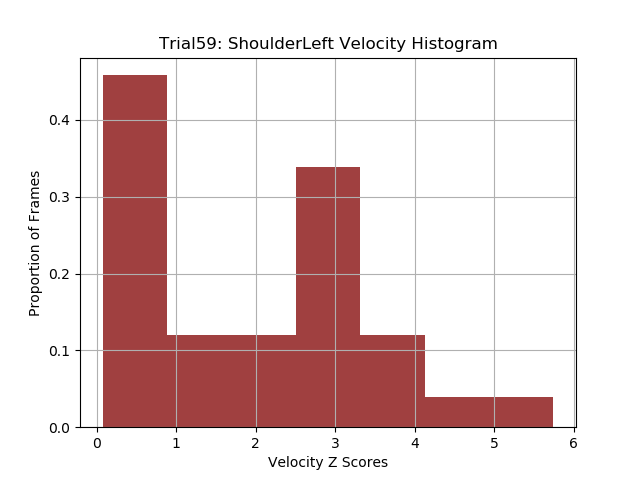 Trial59: ShoulderLeft Velocity Histogram
0.4
0.3
0.2
0.1
0.0
Proportion of Frames
0 1 2 3 4 5 6
Velocity Z Scores